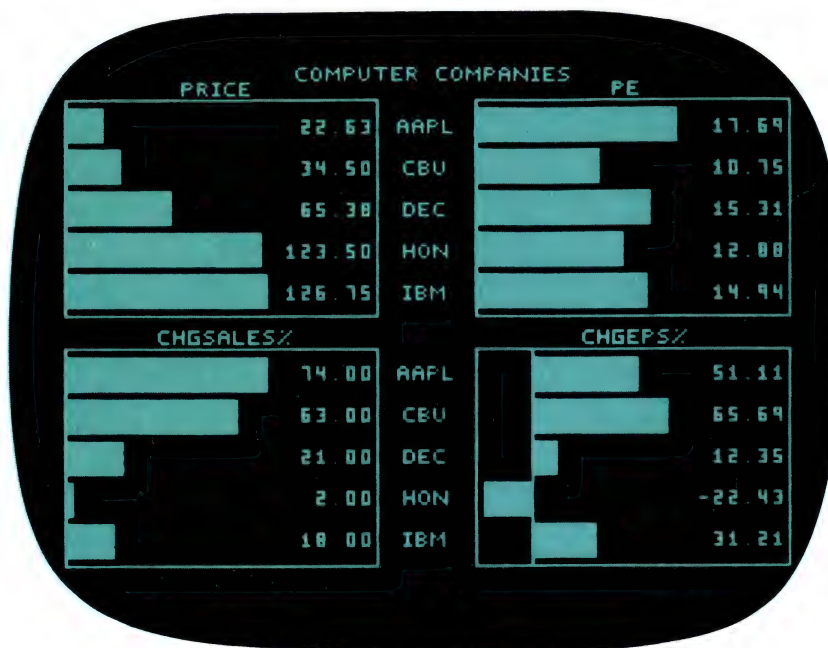 COMPUTER COMPANIES
PRICE PE
22.63 AAPL 17.69
34.50 CBU 10.75
65.38 DEC 15.31
123.50 HON 12.88
126.75 IBM 14.94
CHGSALES% CHGEPS%
74.00 AAPL 51.11
63.00 CBU 65.69
21.00 DEC 12.35
2.00 HON -22.43
18.00 IBM 31.21